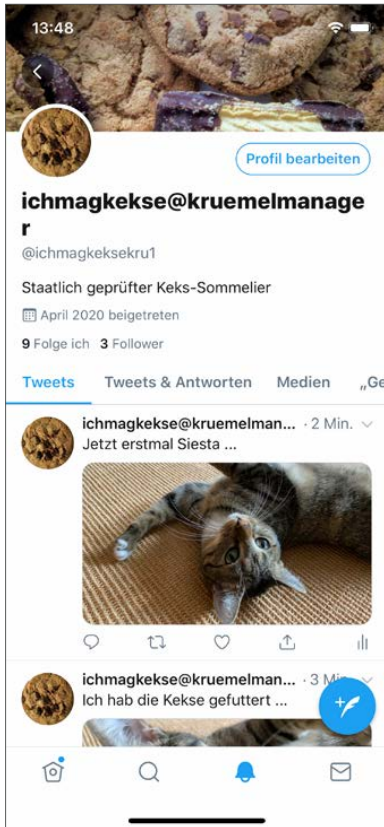 13:48
Profil bearbeiten
ichmagkekse@kruemelmanage
r
@ichmagkeksekru1
Staatlich geprüfter Keks-Sommelier
April 2020 beigetreten
9 Folge ich 3 Follower
Tweets Tweets & Antworten Medien „Ge
ichmagkekse@kruemelman... · 2 Min.
Jetzt erstmal Siesta ...
ichmagkekse@kruemelman... · 3 Min.
Ich hab die Kekse gefuttert ...